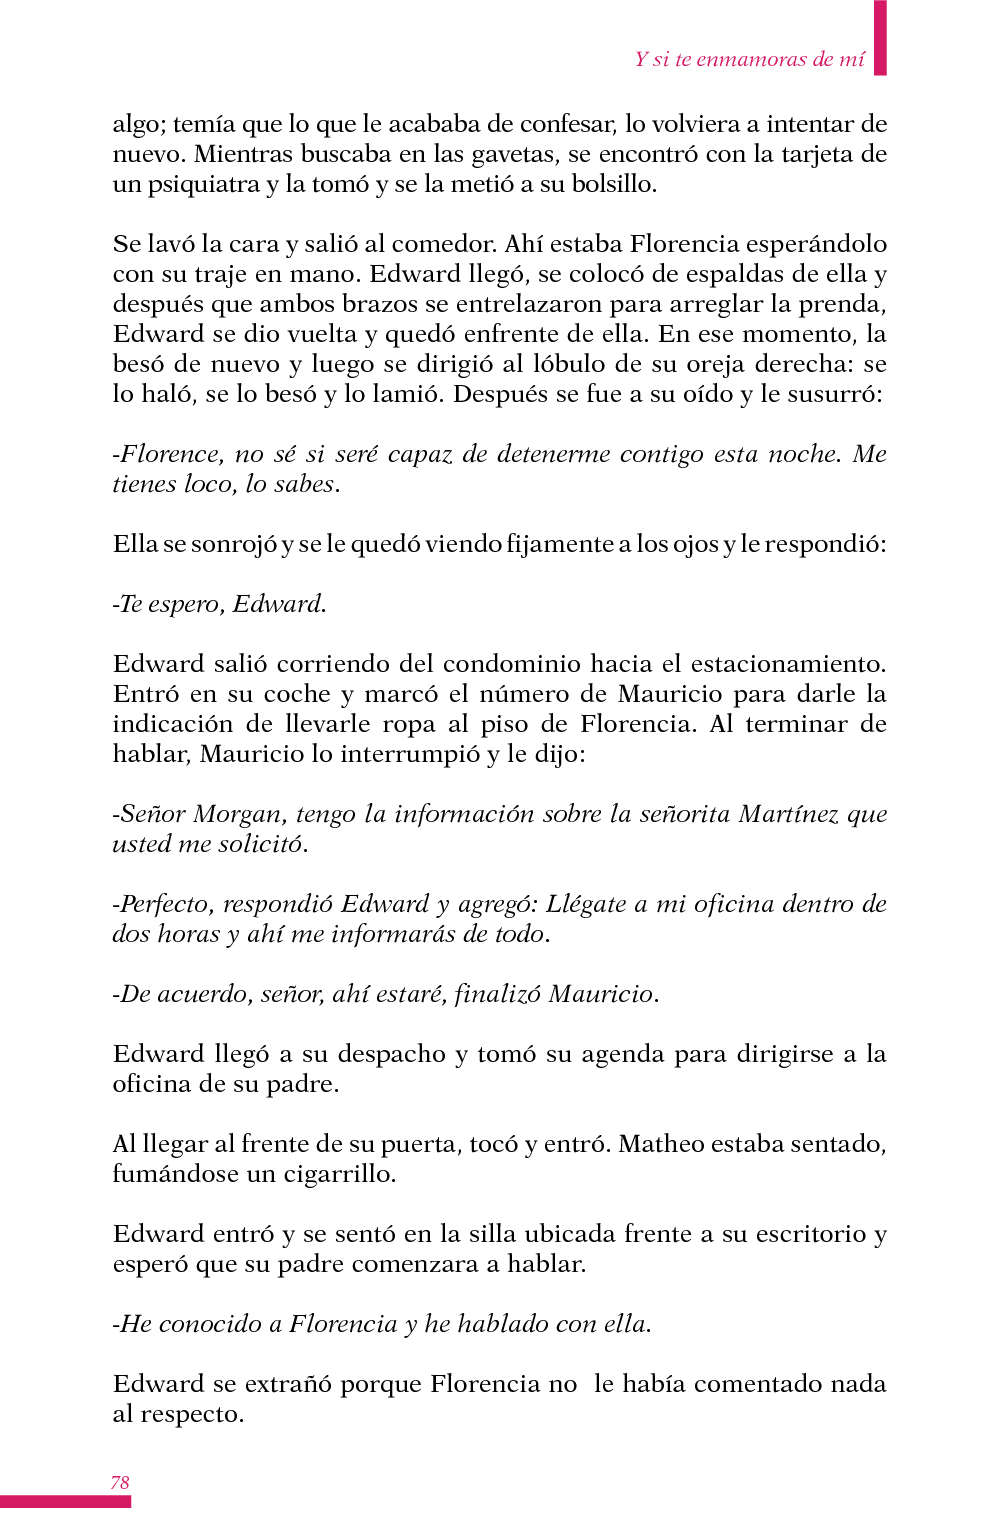 Y si te enmamoras de mí
algo; temía que lo que le acababa de confesar, lo volviera a intentar de
nuevo. Mientras buscaba en las gavetas, se encontró con la tarjeta de
un psiquiatra y la tomó y se la metió a su bolsillo.
Se lavó la cara y salió al comedor. Ahí estaba Florencia esperándolo
con su traje en mano. Edward llegó, se colocó de espaldas de ella y
después que ambos brazos se entrelazaron para arreglar la prenda,
Edward se dio vuelta y quedó enfrente de ella. En ese momento, la
besó de nuevo y luego se dirigió al lóbulo de su oreja derecha: se
lo haló, se lo besó y lo lamió. Después se fue a su oído y le susurró:
-Florence, no sé si seré capaz de detenerme contigo esta noche. Me
tienes loco, lo sabes.
Ella se sonrojó y se le quedó viendo fijamente a los ojos y le respondió:
-Te espero, Edward.
Edward salió corriendo del condominio hacia el estacionamiento.
Entró en su coche y marcó el número de Mauricio para darle la
indicación de llevarle ropa al piso de Florencia. Al terminar de
hablar, Mauricio lo interrumpió y le dijo:
-Señor Morgan, tengo la información sobre la señorita Martínez que
usted me solicitó.
-Perfecto, respondió Edward y agregó: Llégate a mi oficina dentro de
dos horas y ahí me informarás de todo.
-De acuerdo, señor, ahí estaré, finalizó Mauricio.
Edward llegó a su despacho y tomó su agenda para dirigirse a la
oficina de su padre.
Al llegar al frente de su puerta, tocó y entró. Matheo estaba sentado,
fumándose un cigarrillo.
Edward entró y se sentó en la silla ubicada frente a su escritorio y
esperó que su padre comenzara a hablar.
-He conocido a Florencia y he hablado con ella.
Edward se extrañó porque Florencia no  le había comentado nada
al respecto.
78